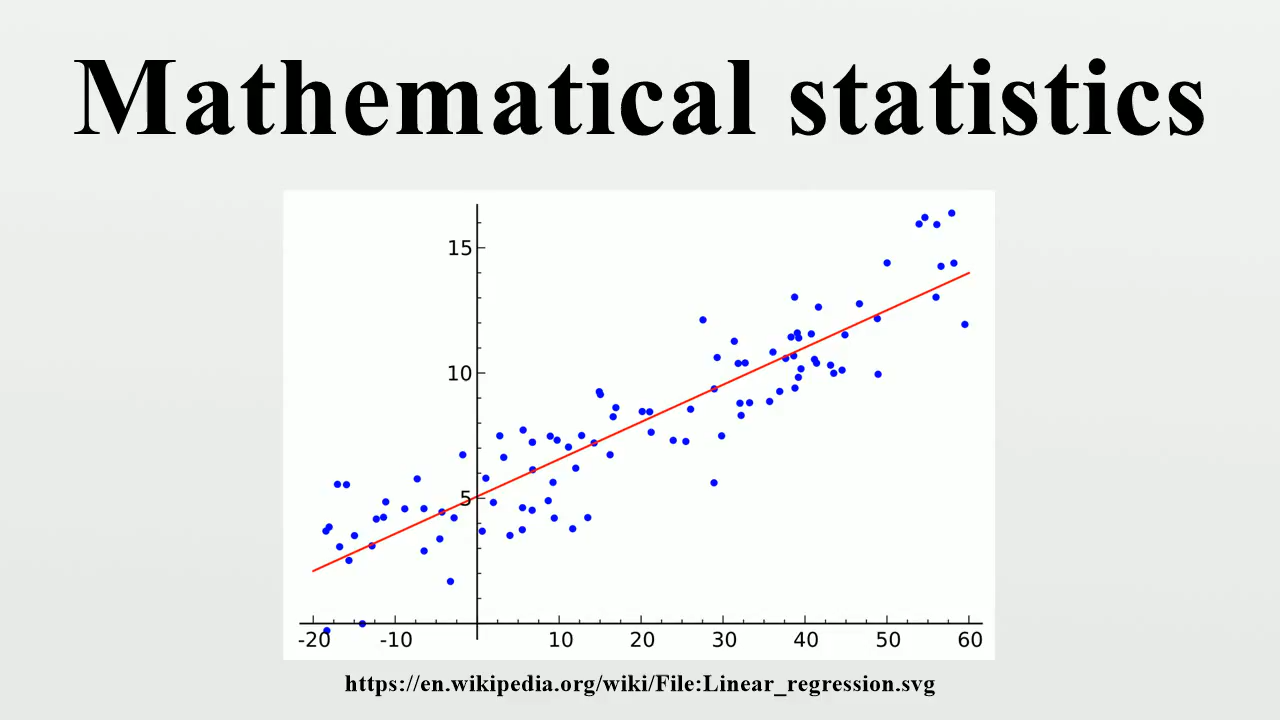 Mathematical statistics
15
10
5
-20 -10 10 20 30 40 50 60
https://en.wikipedia.org/wiki/File:Linear_regression.svg